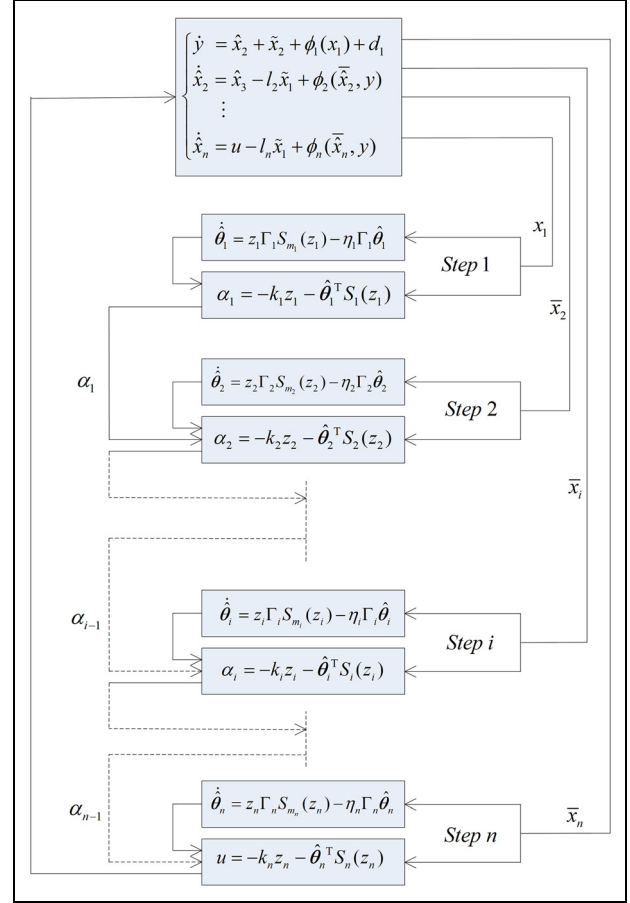 ẏ = x̂₂ + x̃₂ + ϕ₁(x₁) + d₁
x̂̇₂ = x̂₃ − l₂x̃₁ + ϕ₂(x̂̄₂, y)
⋮
x̂̇ₙ = u − lₙx̃₁ + ϕₙ(x̂̄ₙ, y)
x₁
θ̂̇₁ = z₁Γ₁S_{m₁}(z₁) − η₁Γ₁θ̂₁
Step 1
α₁ = −k₁z₁ − θ̂₁ᵀS₁(z₁)
x̄₂
α₁
θ̂̇₂ = z₂Γ₂S_{m₂}(z₂) − η₂Γ₂θ̂₂
Step 2
α₂ = −k₂z₂ − θ̂₂ᵀS₂(z₂)
x̄ᵢ
αᵢ₋₁
θ̂̇ᵢ = zᵢΓᵢS_{mᵢ}(zᵢ) − ηᵢΓᵢθ̂ᵢ
Step i
αᵢ = −kᵢzᵢ − θ̂ᵢᵀSᵢ(zᵢ)
αₙ₋₁
θ̂̇ₙ = zₙΓₙS_{mₙ}(zₙ) − ηₙΓₙθ̂ₙ
Step n
x̄ₙ
u = −kₙzₙ − θ̂ₙᵀSₙ(zₙ)